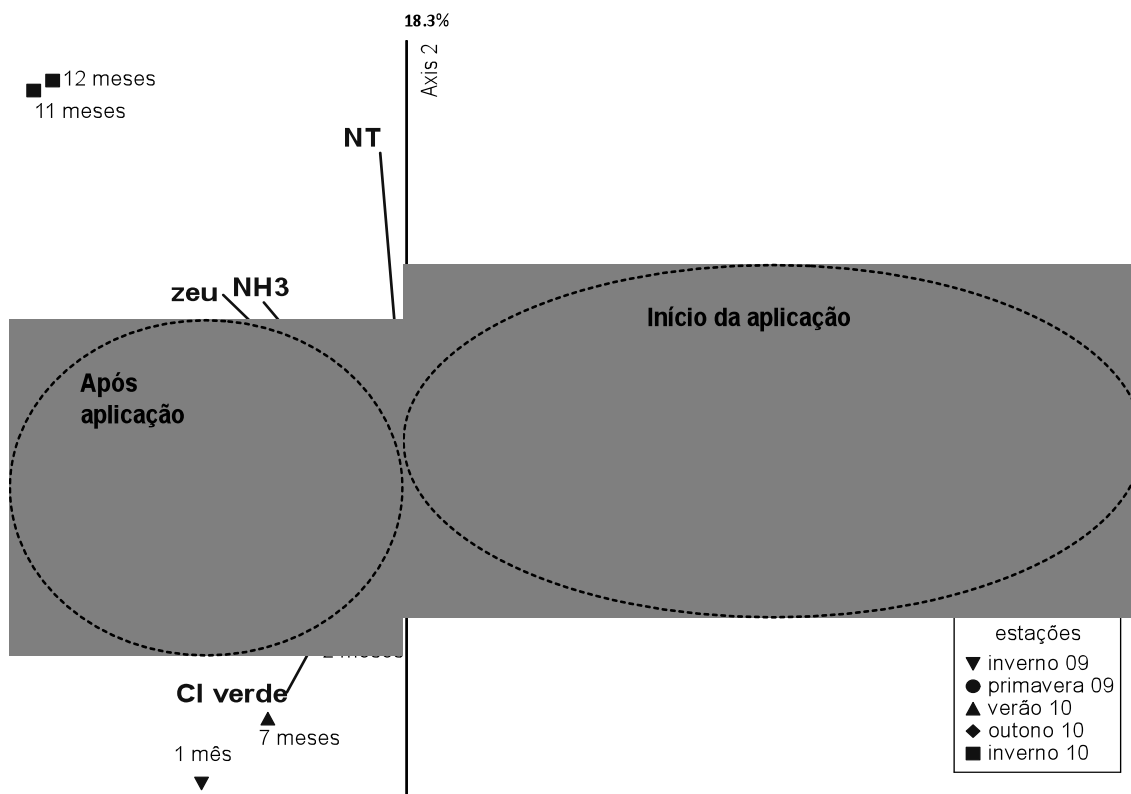 18.3%
Axis 2
12 meses
11 meses
NT
zeu
NH3
Início da aplicação
Após
aplicação
Cl verde
7 meses
1 mês
estações
inverno 09
primavera 09
verão 10
outono 10
inverno 10